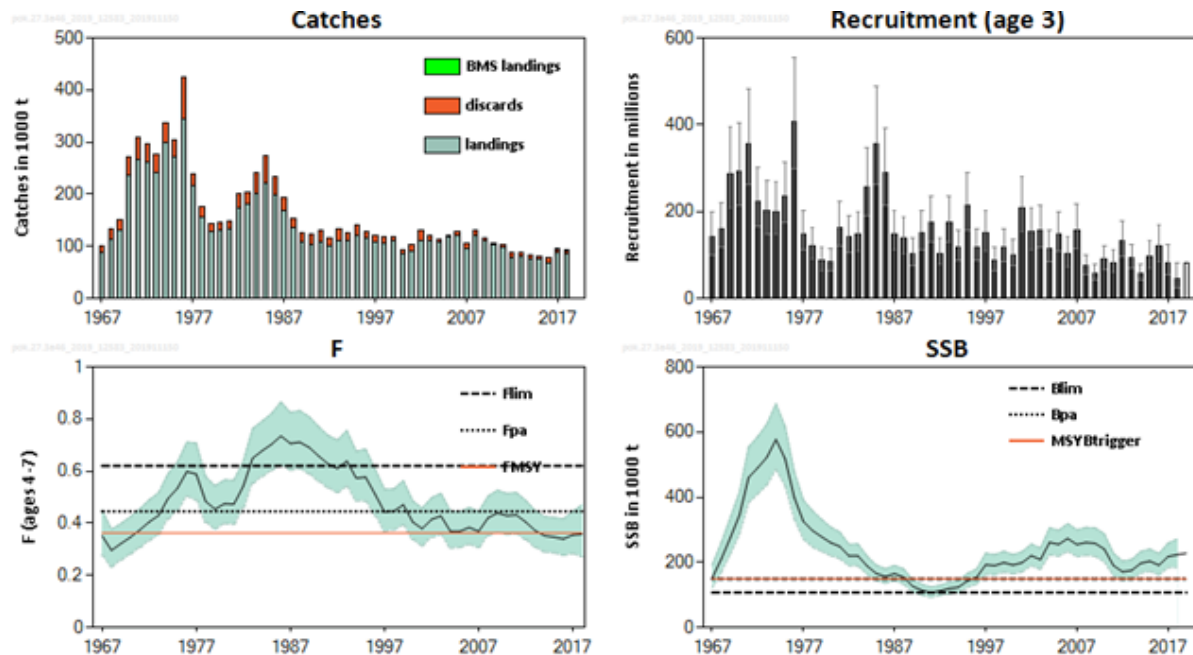 Catches
500
400
300
200
100
0
Catches in 1000 t
BMS landings
discards
landings
1967 1977 1987 1997 2007 2017
Recruitment (age 3)
600
400
200
0
Recruitment in millions
1967 1977 1987 1997 2007 2017
F
1
0.8
0.6
0.4
0.2
0
F (ages 4-7)
Flim
Fpa
FMSY
1967 1977 1987 1997 2007 2017
SSB
800
600
400
200
0
SSB in 1000 t
Blim
Bpa
MSYBtrigger
1967 1977 1987 1997 2007 2017